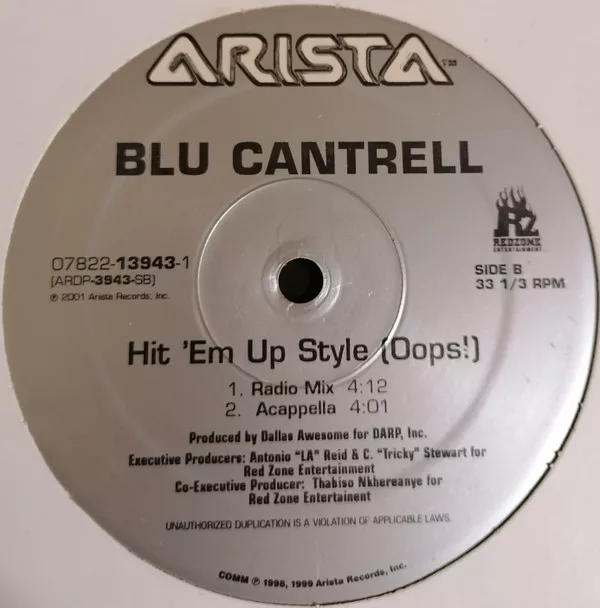 ARISTA™
BLU CANTRELL
RZ
REDZONE
ENTERTAINMENT
07822-13943-1
(ARDP-3943-SB)
℗ 2001 Arista Records, Inc.
SIDE B
33 1/3 RPM
Hit 'Em Up Style (Oops!)
1. Radio Mix 4:12
2. Acappella 4:01
Produced by Dallas Awesome for DARP, Inc.
Executive Producers: Antonio "LA" Reid & C. "Tricky" Stewart for
Red Zone Entertainment
Co-Executive Producer: Thabiso Nkhereanye for
Red Zone Entertainent
UNAUTHORIZED DUPLICATION IS A VIOLATION OF APPLICABLE LAWS.
COMM ℗ 1998, 1999 Arista Records, Inc.